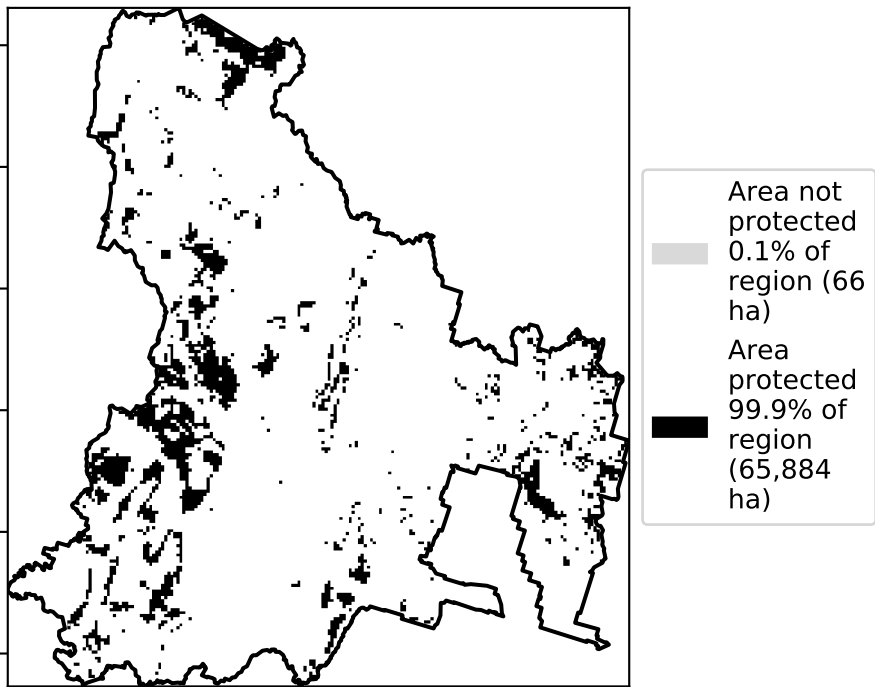 Area not
protected
0.1% of
region (66
ha)
Area
protected
99.9% of
region
(65,884
ha)